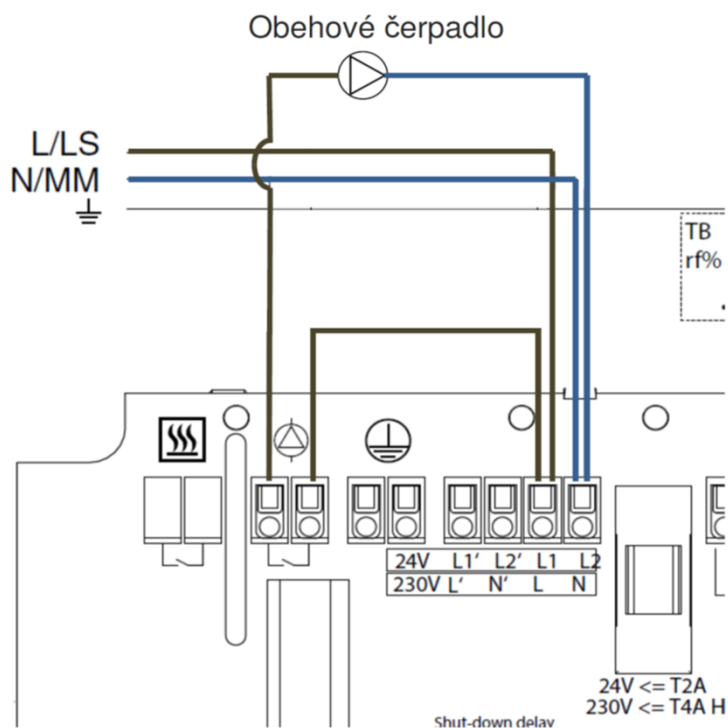 Obehové čerpadlo
L/LS
N/MM
TB
rf%
24V L1' L2' L1 L2
230V L' N' L N
24V <= T2A
230V <= T4A H
Shut-down delay